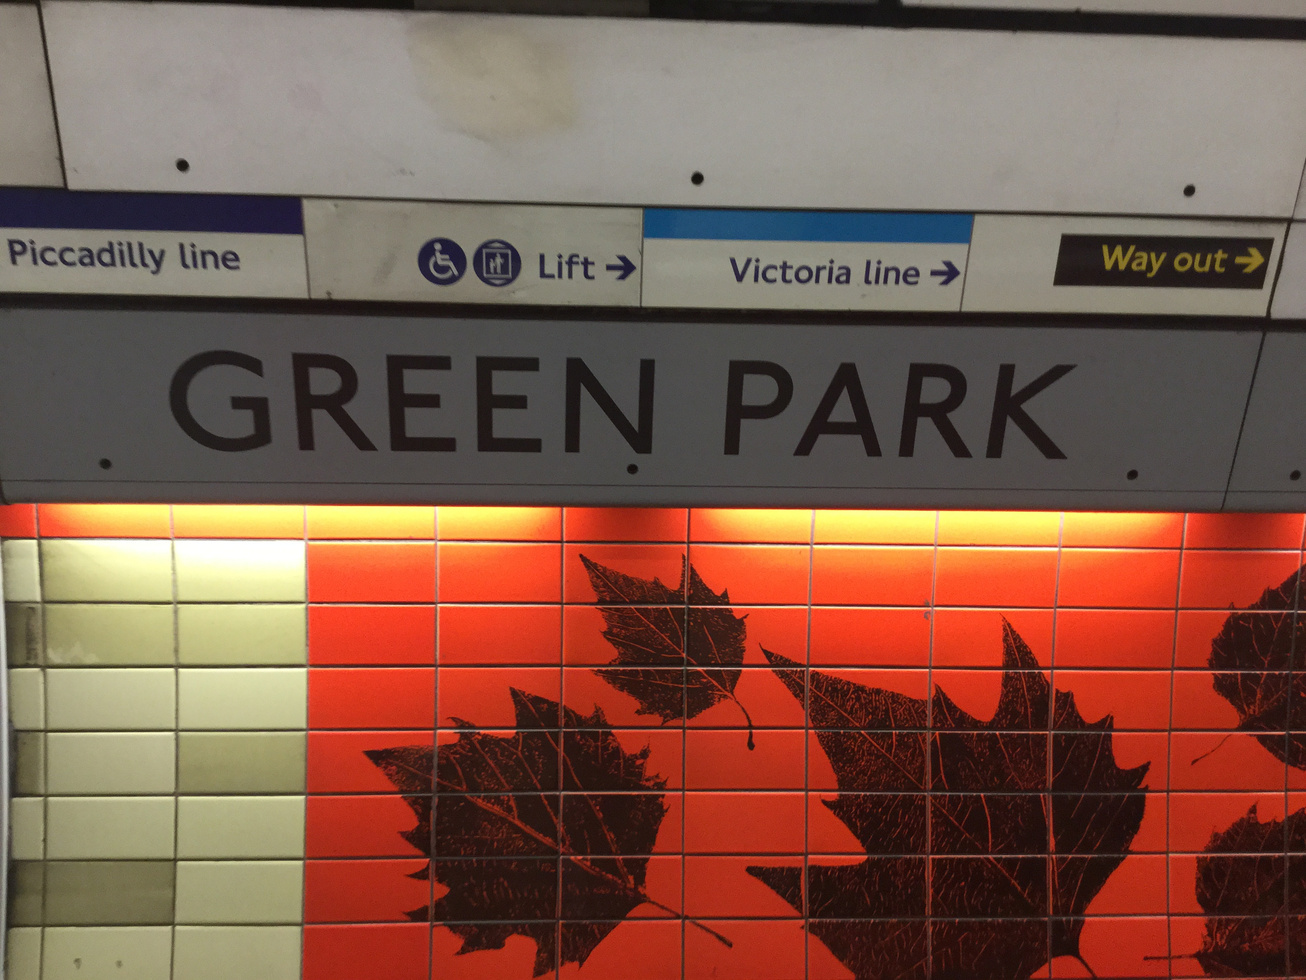 Piccadilly line
Lift →
Victoria line →
Way out →
GREEN PARK